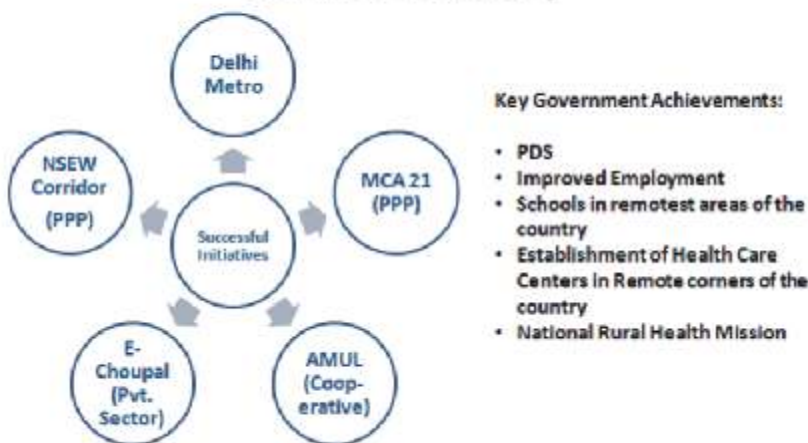 Delhi
Metro
NSEW
Corridor
(PPP)
MCA 21
(PPP)
Successful
Initiatives
E-
Choupal
(Pvt.
Sector)
AMUL
(Coop-
erative)
Key Government Achievements:
• PDS
• Improved Employment
• Schools in remotest areas of the
country
• Establishment of Health Care
Centers in Remote corners of the
country
• National Rural Health Mission